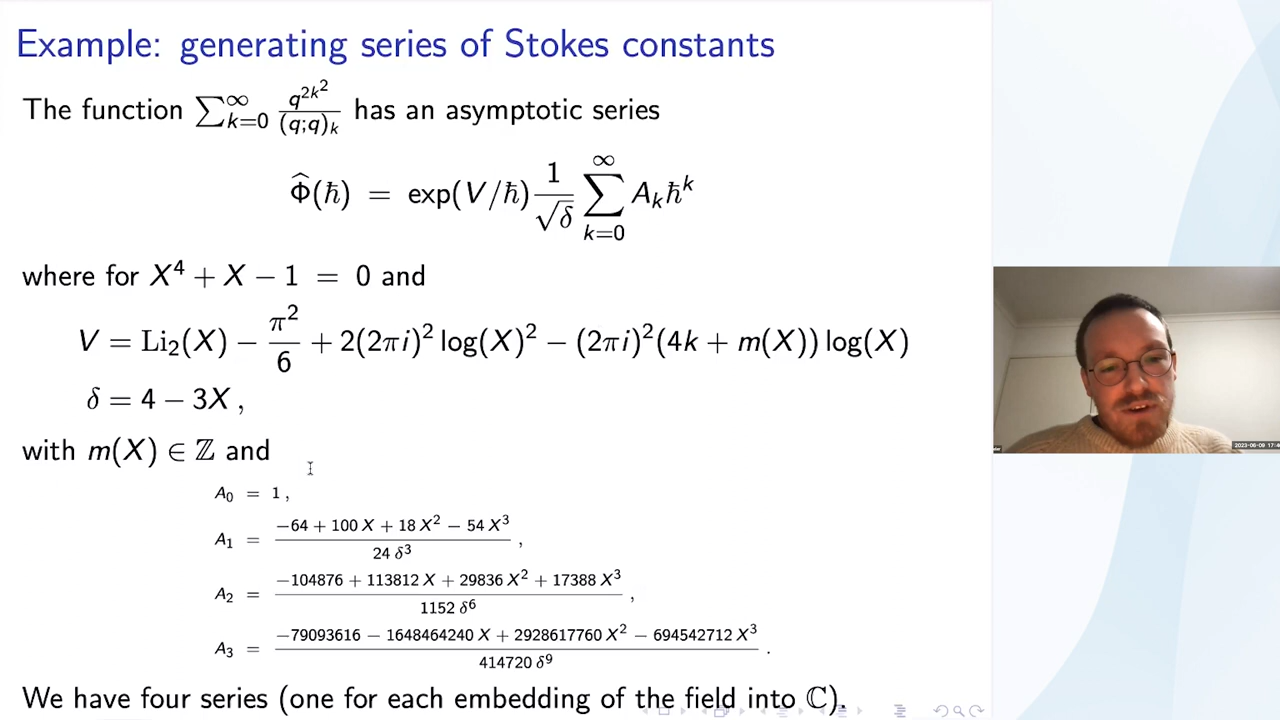 Example: generating series of Stokes constants
The function ∑_{k=0}^{∞} q^{2k²}/(q;q)_k has an asymptotic series
Φ̂(ℏ) = exp(V/ℏ) 1/√δ ∑_{k=0}^{∞} A_k ℏ^k
where for X⁴ + X − 1 = 0 and
V = Li₂(X) − π²/6 + 2(2πi)² log(X)² − (2πi)²(4k + m(X)) log(X)
δ = 4 − 3X ,
with m(X) ∈ ℤ and
A₀ = 1 ,
A₁ = (−64 + 100 X + 18 X² − 54 X³)/(24 δ³) ,
A₂ = (−104876 + 113812 X + 29836 X² + 17388 X³)/(1152 δ⁶) ,
A₃ = (−79093616 − 1648464240 X + 2928617760 X² − 694542712 X³)/(414720 δ⁹) .
We have four series (one for each embedding of the field into ℂ).